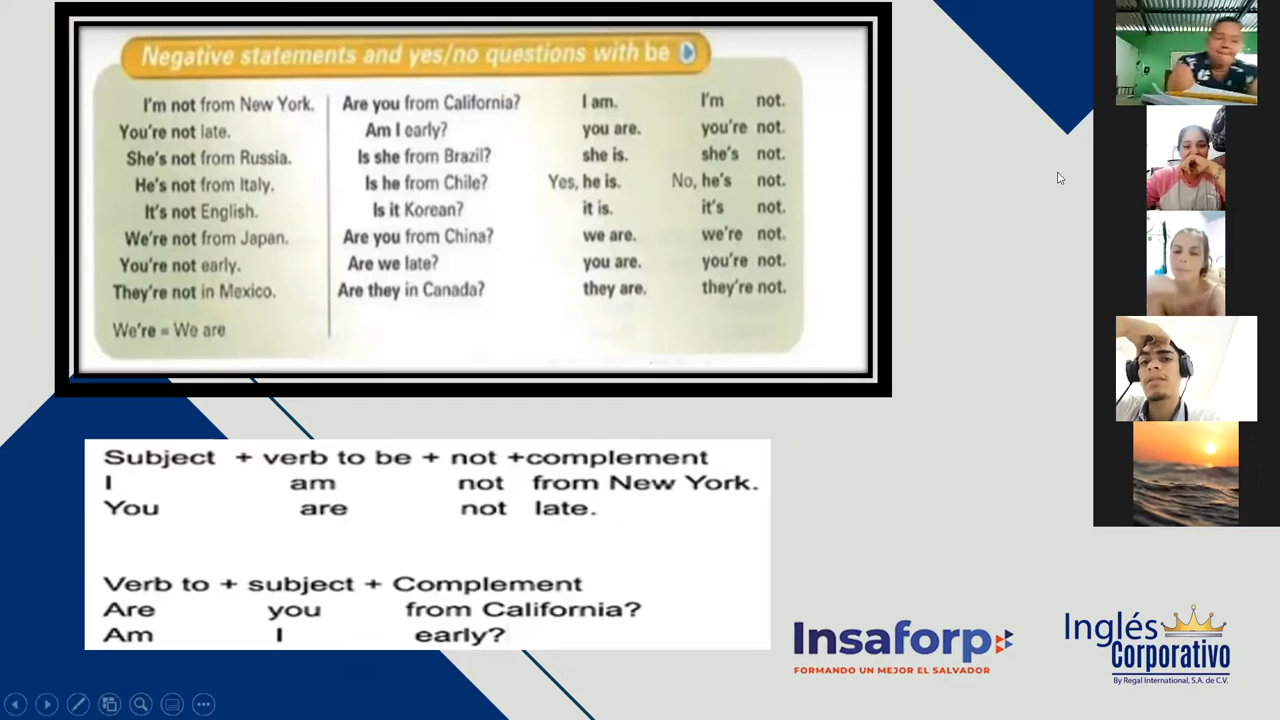 Negative statements and yes/no questions with be
I'm not from New York. Are you from California? I am. I'm not.
You're not late. Am I early? you are. you're not.
She's not from Russia. Is she from Brazil? she is. she's not.
He's not from Italy. Is he from Chile? Yes, he is. No, he's not.
It's not English. Is it Korean? it is. it's not.
We're not from Japan. Are you from China? we are. we're not.
You're not early. Are we late? you are. you're not.
They're not in Mexico. Are they in Canada? they are. they're not.
We're = We are
Subject + verb to be + not +complement
I am not from New York.
You are not late.
Verb to + subject + Complement
Are you from California?
Am I early?
Insaforp
FORMANDO UN MEJOR EL SALVADOR
Inglés
Corporativo
By Regal International, S.A. de C.V.